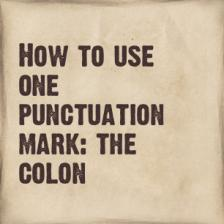 How to use
one
punctuation
mark: the
colon